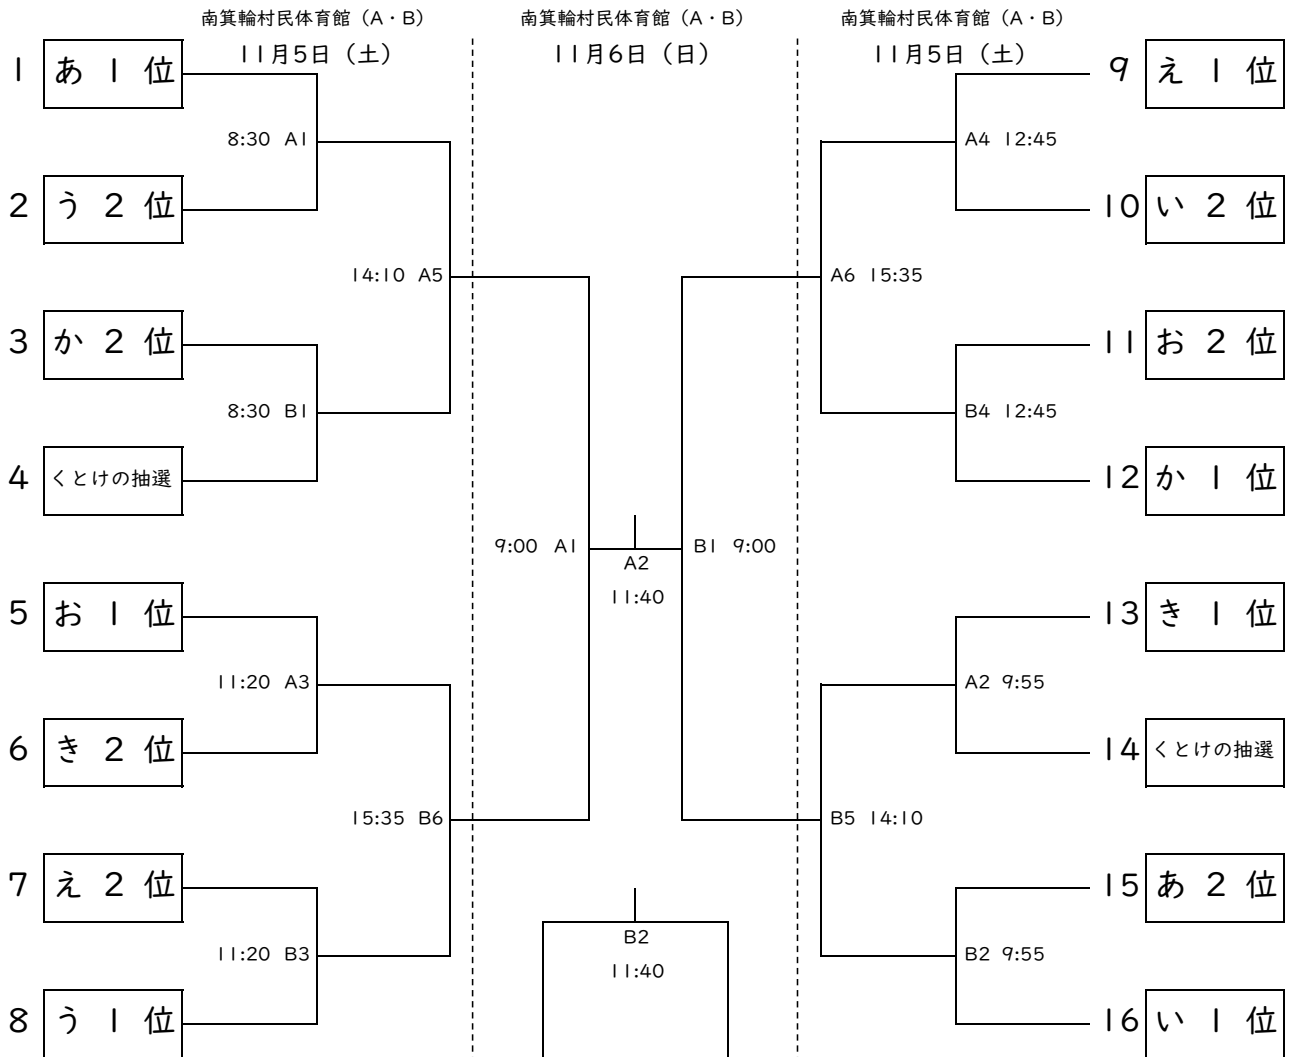 南箕輪村民体育館（A・B）
南箕輪村民体育館（A・B）
南箕輪村民体育館（A・B）
11月5日（土）
11月6日（日）
11月5日（土）
1 あ 1 位
8:30 A1
2 う 2 位
14:10 A5
3 か 2 位
8:30 B1
4 くとけの抽選
5 お 1 位
11:20 A3
6 き 2 位
15:35 B6
7 え 2 位
11:20 B3
8 う 1 位
9:00 A1
A2
11:40
B1 9:00
B2
11:40
9 え 1 位
A4 12:45
10 い 2 位
A6 15:35
11 お 2 位
B4 12:45
12 か 1 位
13 き 1 位
A2 9:55
14 くとけの抽選
B5 14:10
15 あ 2 位
B2 9:55
16 い 1 位